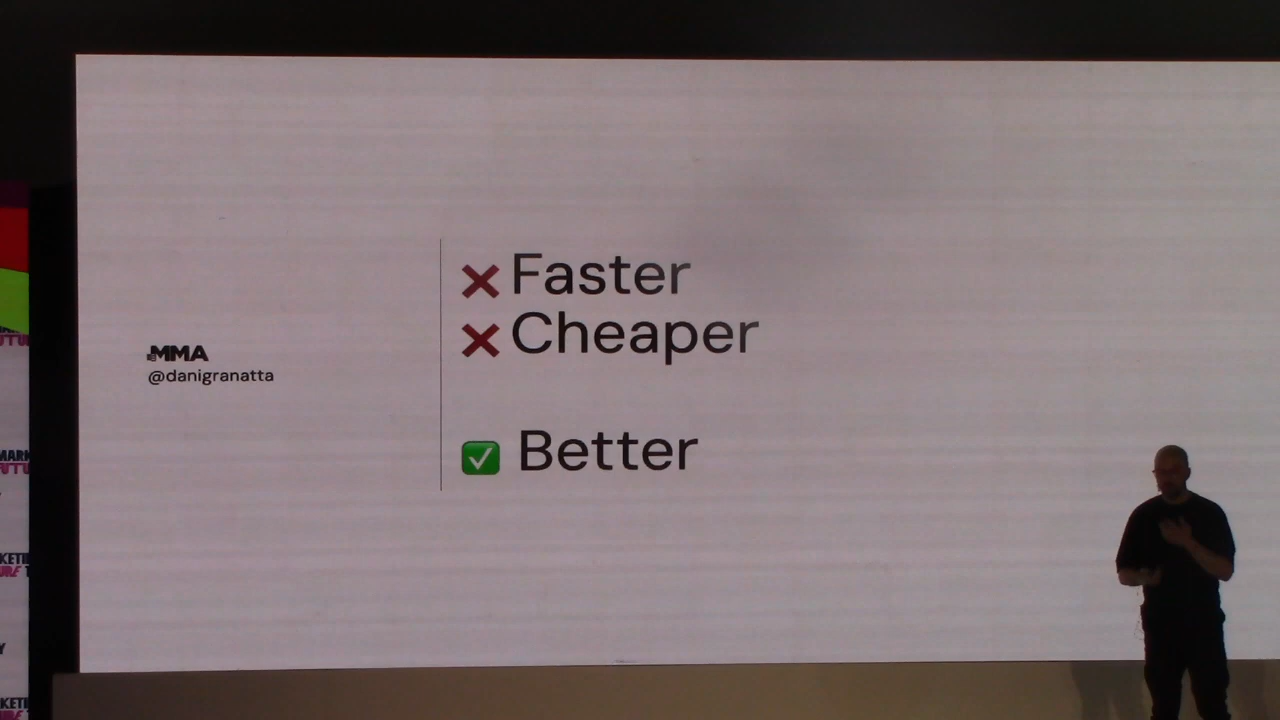 MMA
@danigranatta
❌ Faster
❌ Cheaper
✅ Better